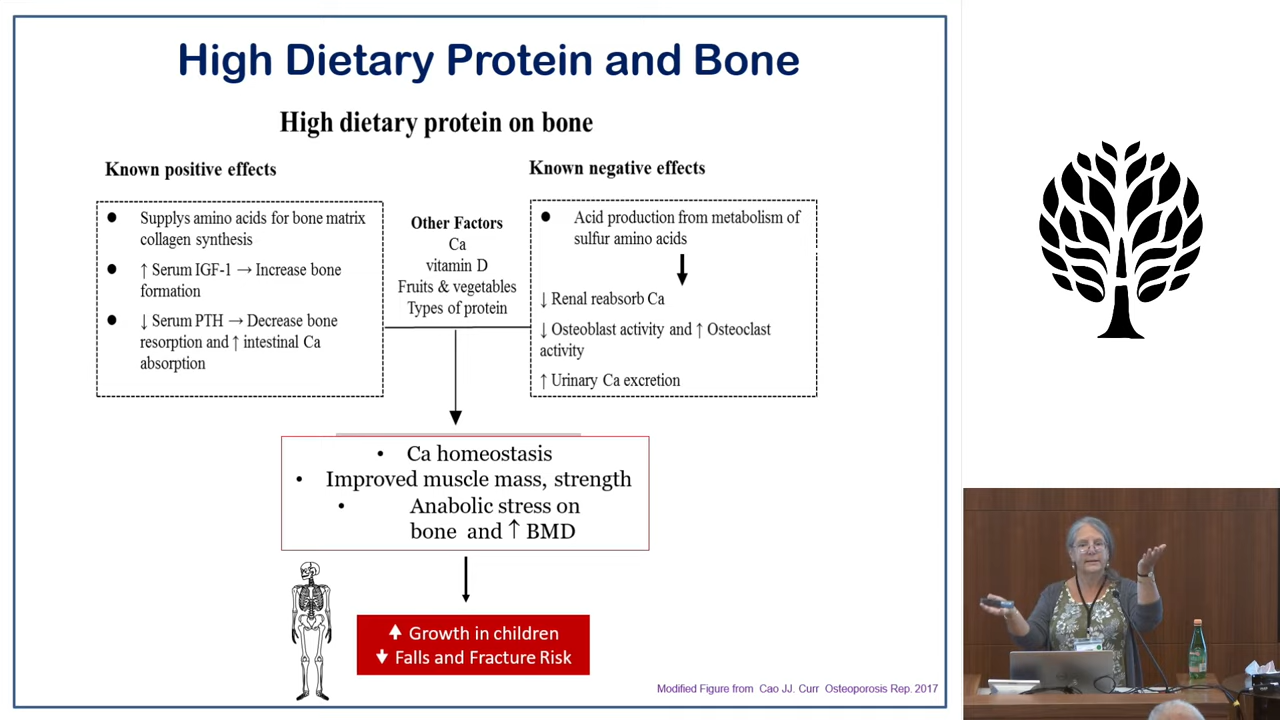 High Dietary Protein and Bone
High dietary protein on bone
Known positive effects
● Supplys amino acids for bone matrix
collagen synthesis
● ↑ Serum IGF-1 → Increase bone
formation
● ↓ Serum PTH → Decrease bone
resorption and ↑ intestinal Ca
absorption
Other Factors
Ca
vitamin D
Fruits & vegetables
Types of protein
Known negative effects
● Acid production from metabolism of
sulfur amino acids
↓ Renal reabsorb Ca
↓ Osteoblast activity and ↑ Osteoclast
activity
↑ Urinary Ca excretion
• Ca homeostasis
• Improved muscle mass, strength
• Anabolic stress on
bone and ↑ BMD
↑ Growth in children
↓ Falls and Fracture Risk
Modified Figure from Cao JJ. Curr Osteoporosis Rep. 2017